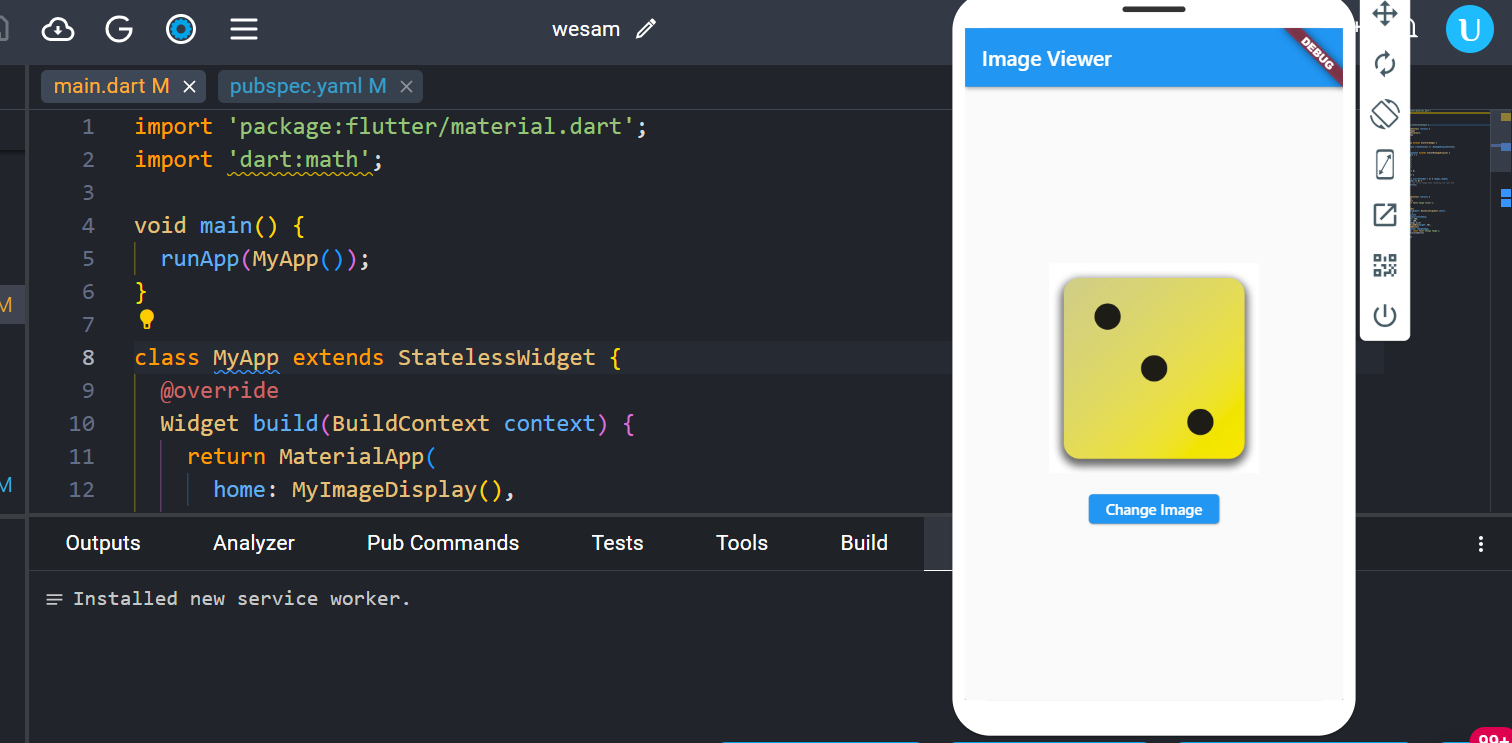 wesam
U
main.dart M
pubspec.yaml M
1 import 'package:flutter/material.dart';
2 import 'dart:math';
3
4 void main() {
5 runApp(MyApp());
6 }
7
8 class MyApp extends StatelessWidget {
9 @override
10 Widget build(BuildContext context) {
11 return MaterialApp(
12 home: MyImageDisplay(),
M
M
Outputs Analyzer Pub Commands Tests Tools Build
Installed new service worker.
Image Viewer
DEBUG
Change Image
99+